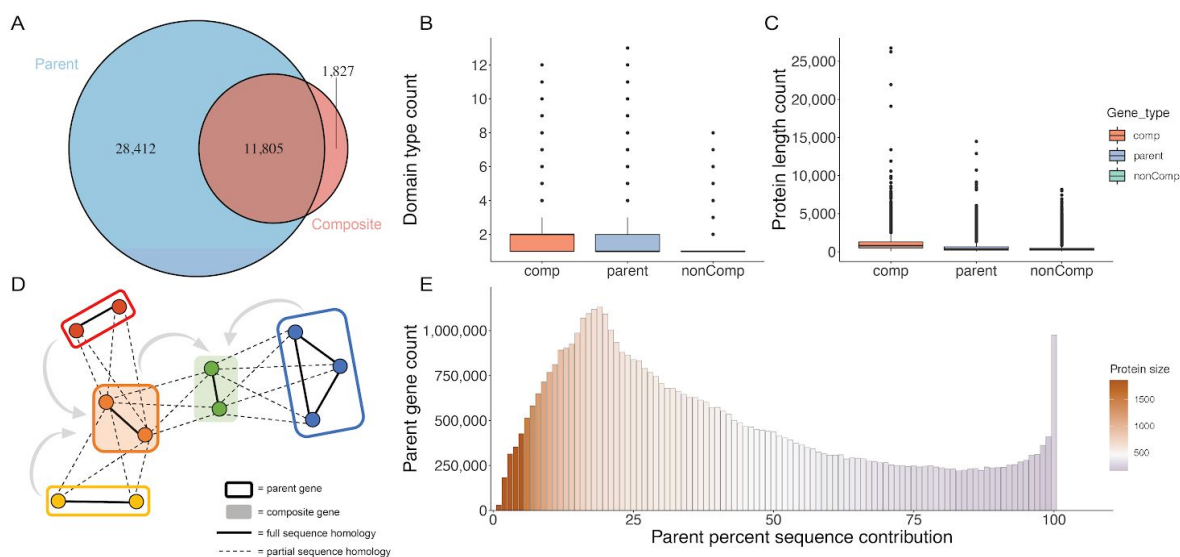 A
Parent
28,412
11,805
1,827
Composite
B
Domain type count
12
10
8
6
4
2
comp
parent
nonComp
C
Protein length count
25,000
20,000
15,000
10,000
5,000
0
comp
parent
nonComp
Gene_type
comp
parent
nonComp
D
= parent gene
= composite gene
= full sequence homology
= partial sequence homology
E
Parent gene count
1,000,000
750,000
500,000
250,000
0
0
25
50
75
100
Parent percent sequence contribution
Protein size
1500
1000
500